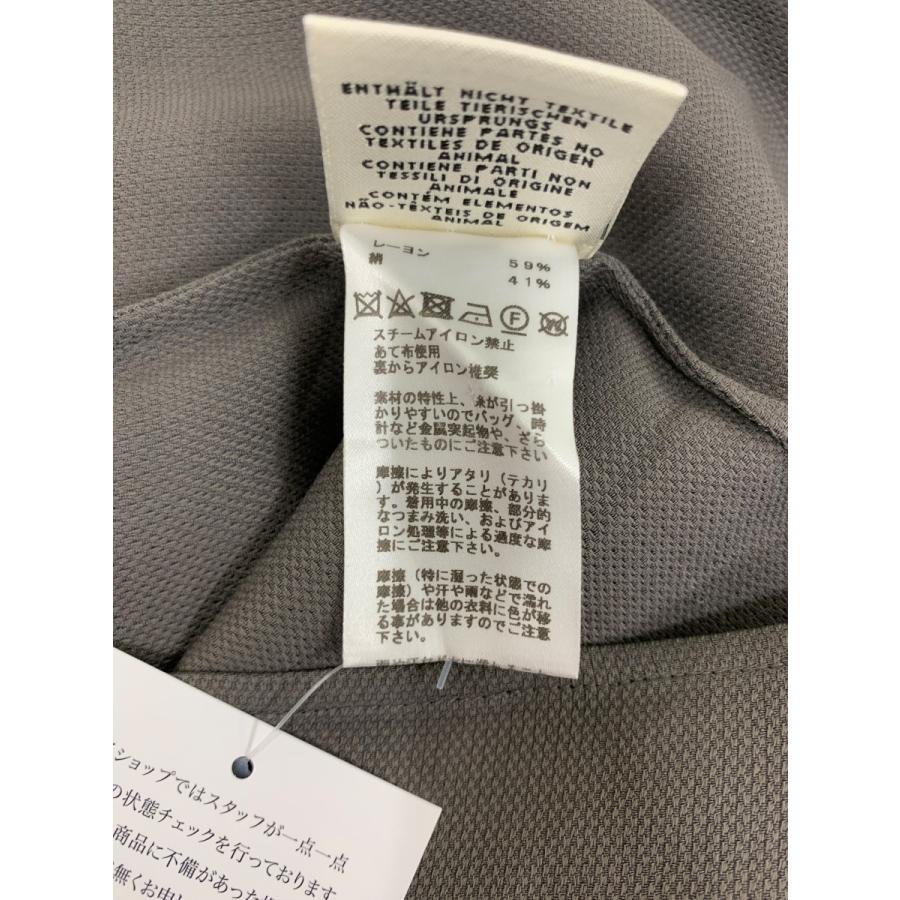 ENTHÄLT NICHT TEXTILE
TEILE TIERISCHEN
URSPRUNGS
CONTIENE PARTES NO
TEXTILES DE ORIGEN
ANIMAL
CONTIENE PARTI NON
TESSILI DI ORIGINE
ANIMALE
CONTÉM ELEMENTOS
NÃO-TÊXTEIS DE ORIGEM
ANIMAL
レーヨン 59%
綿 41%
F W
スチームアイロン禁止
あて布使用
裏からアイロン推奨
素材の特性上、糸が引っ掛
かりやすいのでバッグ、時
計など金属突起物や、ざら
ついたものにご注意下さい
摩擦によりアタリ(テカリ
)が発生することがありま
す。着用中の摩擦、部分的
なつまみ洗い、およびアイ
ロン処理等による過度な摩
擦にご注意下さい。
摩擦(特に湿った状態での
摩擦)や汗や雨などで濡れ
た場合は他の衣料に色が移
る事がありますのでご注意
下さい。
ショップではスタッフが一点一点
の状態チェックを行っております
商品に不備があった
無くお申し